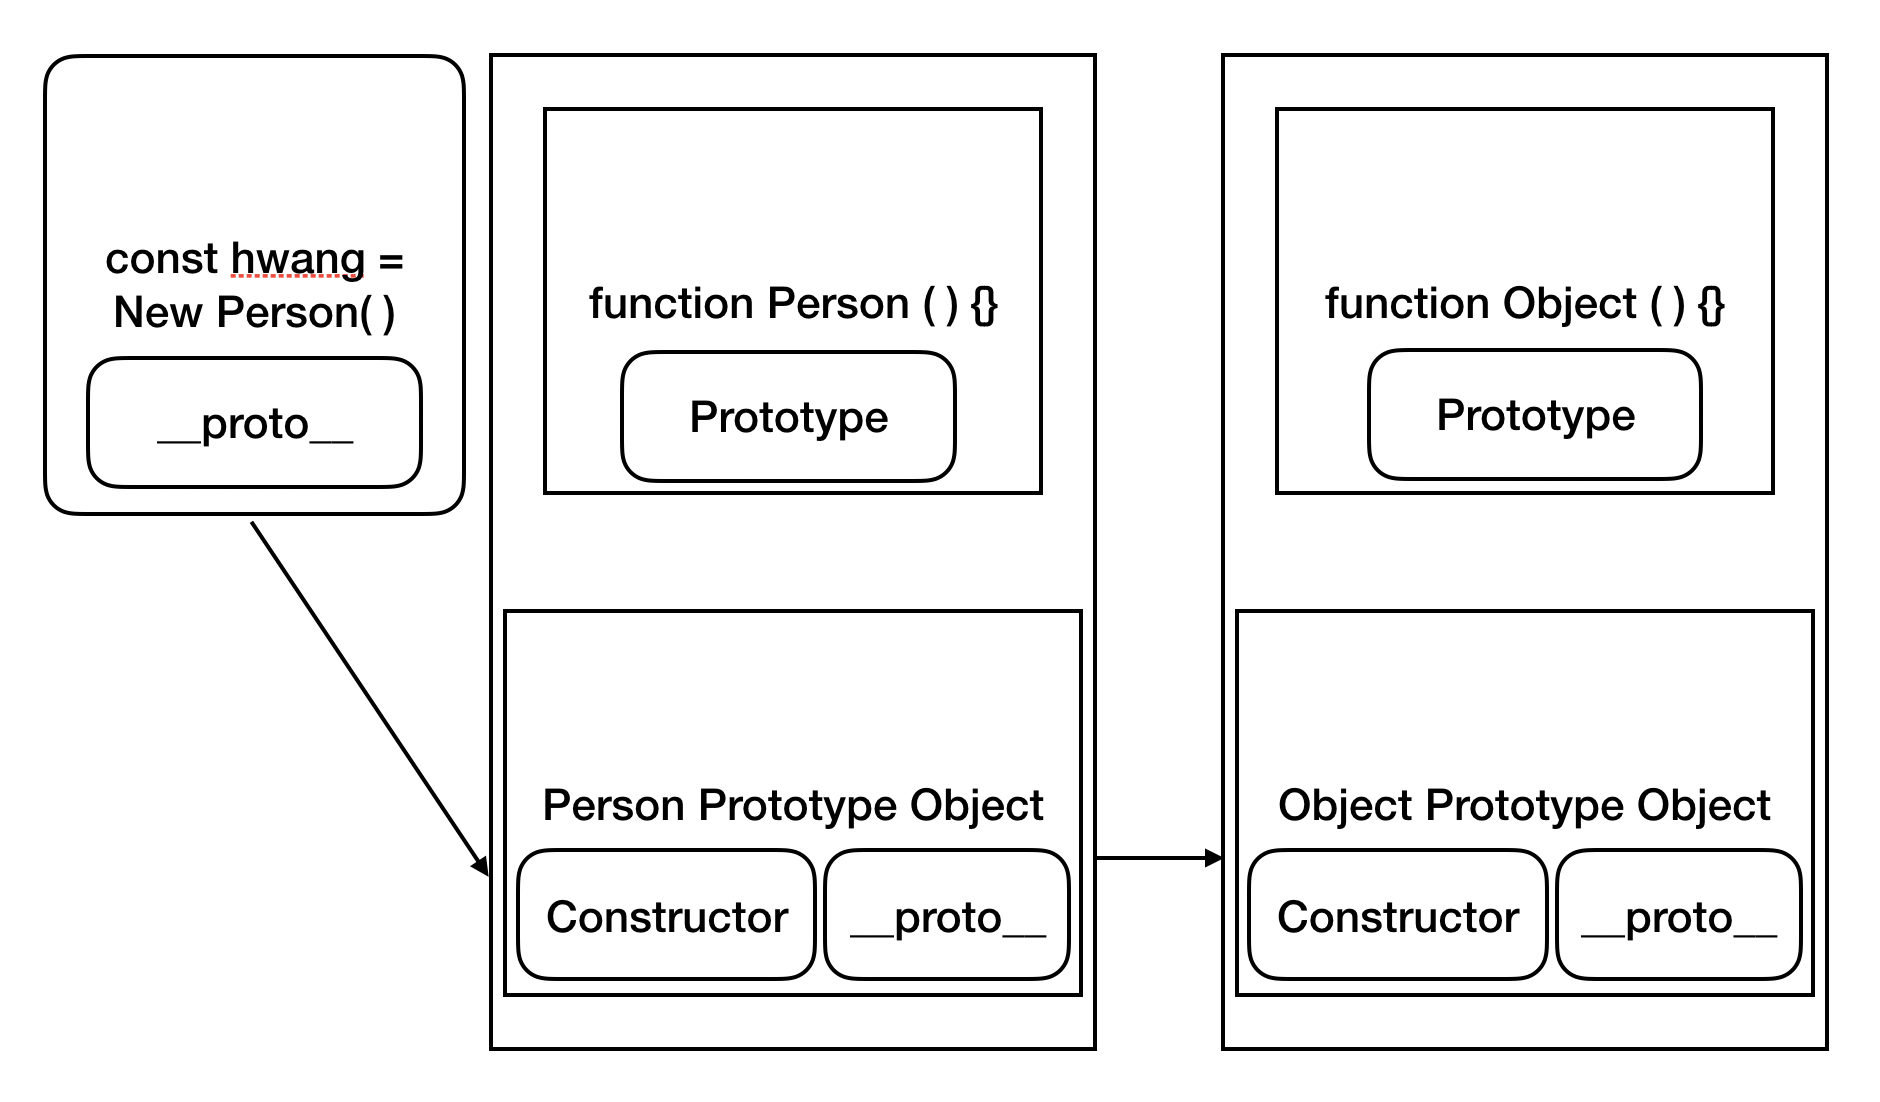 const hwang =
New Person( )
__proto__
function Person ( ) {}
Prototype
Person Prototype Object
Constructor
__proto__
function Object ( ) {}
Prototype
Object Prototype Object
Constructor
__proto__